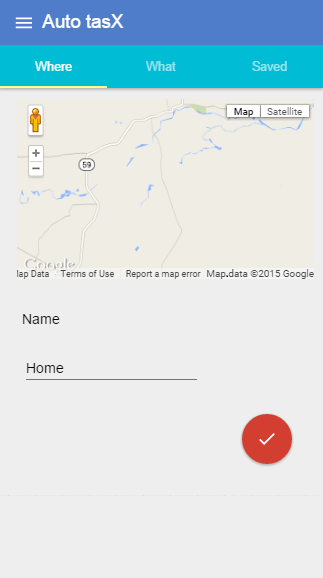 Auto tasX
Where What Saved
Map Satellite
+
59
−
Google
Map Data Terms of Use Report a map error Map data ©2015 Google
Name
Home